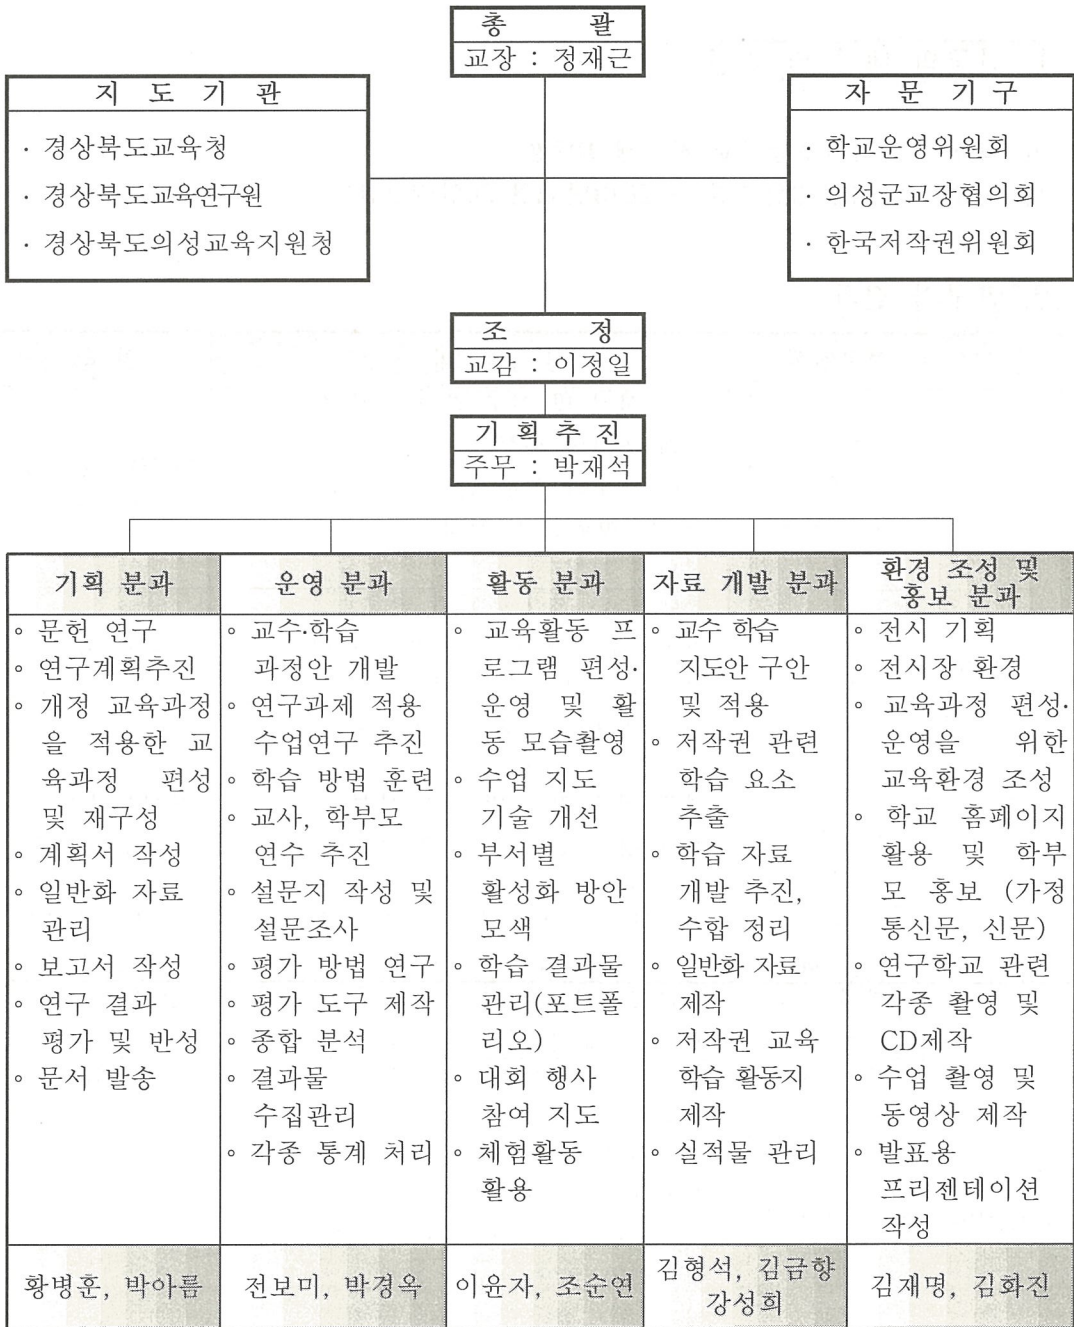 총 괄
교장 : 정재근
지 도 기 관
· 경상북도교육청
· 경상북도교육연구원
· 경상북도의성교육지원청
자 문 기 구
· 학교운영위원회
· 의성군교장협의회
· 한국저작권위원회
조 정
교감 : 이정일
기 획 추 진
주무 : 박재석
기획 분과
∘ 문헌 연구
∘ 연구계획추진
∘ 개정 교육과정
을 적용한 교
육과정 편성
및 재구성
∘ 계획서 작성
∘ 일반화 자료
관리
∘ 보고서 작성
∘ 연구 결과
평가 및 반성
∘ 문서 발송
황병훈, 박아름
운영 분과
∘ 교수·학습
과정안 개발
∘ 연구과제 적용
수업연구 추진
∘ 학습 방법 훈련
∘ 교사, 학부모
연수 추진
∘ 설문지 작성 및
설문조사
∘ 평가 방법 연구
∘ 평가 도구 제작
∘ 종합 분석
∘ 결과물
수집관리
∘ 각종 통계 처리
전보미, 박경옥
활동 분과
∘ 교육활동 프
로그램 편성·
운영 및 활
동 모습촬영
∘ 수업 지도
기술 개선
∘ 부서별
활성화 방안
모색
∘ 학습 결과물
관리(포트폴
리오)
∘ 대회 행사
참여 지도
∘ 체험활동
활용
이윤자, 조순연
자료 개발 분과
∘ 교수 학습
지도안 구안
및 적용
∘ 저작권 관련
학습 요소
추출
∘ 학습 자료
개발 추진,
수합 정리
∘ 일반화 자료
제작
∘ 저작권 교육
학습 활동지
제작
∘ 실적물 관리
김형석, 김금향
강성희
환경 조성 및
홍보 분과
∘ 전시 기획
∘ 전시장 환경
∘ 교육과정 편성·
운영을 위한
교육환경 조성
∘ 학교 홈페이지
활용 및 학부
모 홍보 (가정
통신문, 신문)
∘ 연구학교 관련
각종 촬영 및
CD제작
∘ 수업 촬영 및
동영상 제작
∘ 발표용
프리젠테이션
작성
김재명, 김화진